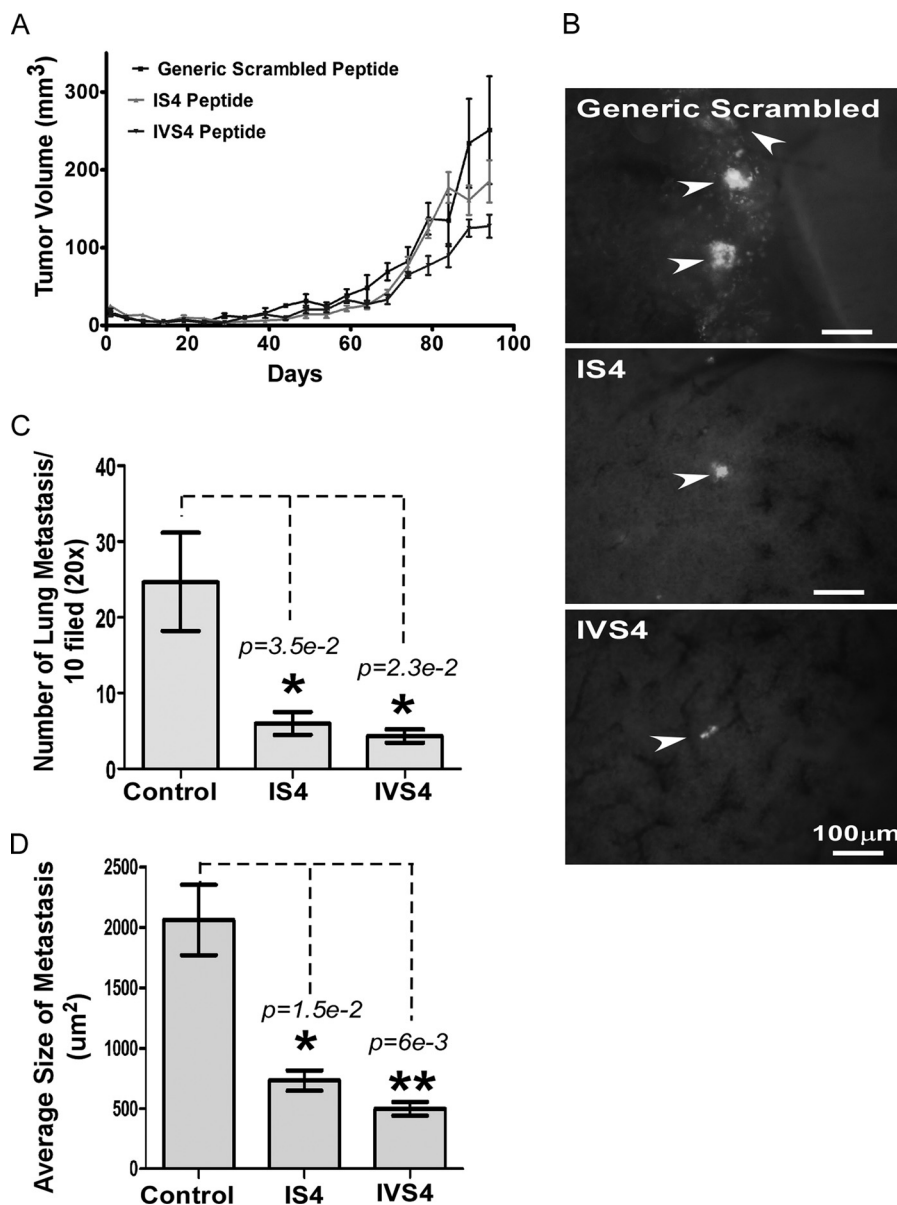 A
Tumor Volume (mm3)
300
200
100
0
Generic Scrambled Peptide
IS4 Peptide
IVS4 Peptide
0 20 40 60 80 100
Days
B
Generic Scrambled
IS4
IVS4
100μm
C
Number of Lung Metastasis/
10 filed (20x)
40
30
20
10
0
p=3.5e-2
p=2.3e-2
*
*
Control IS4 IVS4
D
Average Size of Metastasis
(um2)
2500
2000
1500
1000
500
0
p=1.5e-2
p=6e-3
*
**
Control IS4 IVS4